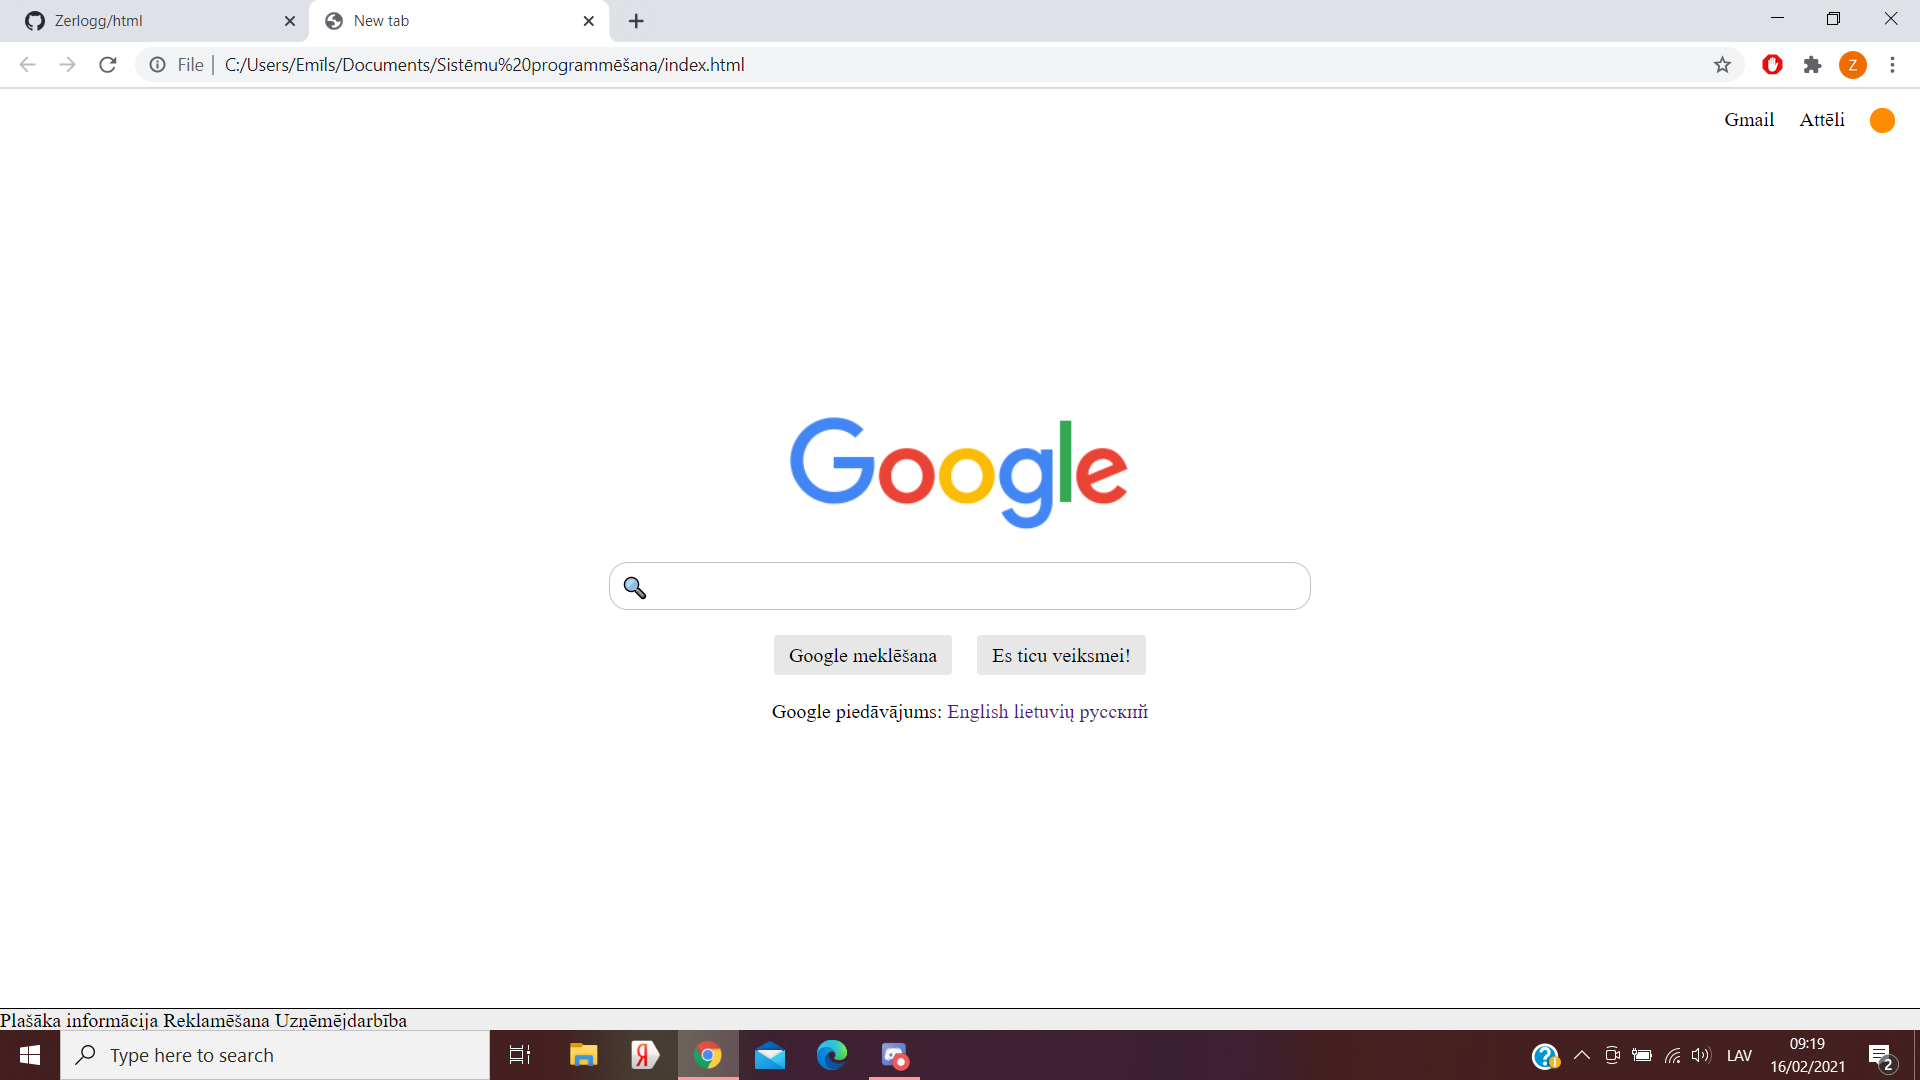 Zerlogg/html
New tab
File | C:/Users/Emīls/Documents/Sistēmu%20programmēšana/index.html
Z
Gmail Attēli
Google
Google meklēšana Es ticu veiksmei!
Google piedāvājums: English lietuvių русский
Plašāka informācija Reklamēšana Uzņēmējdarbība
Type here to search
Я
LAV
09:19
16/02/2021
2